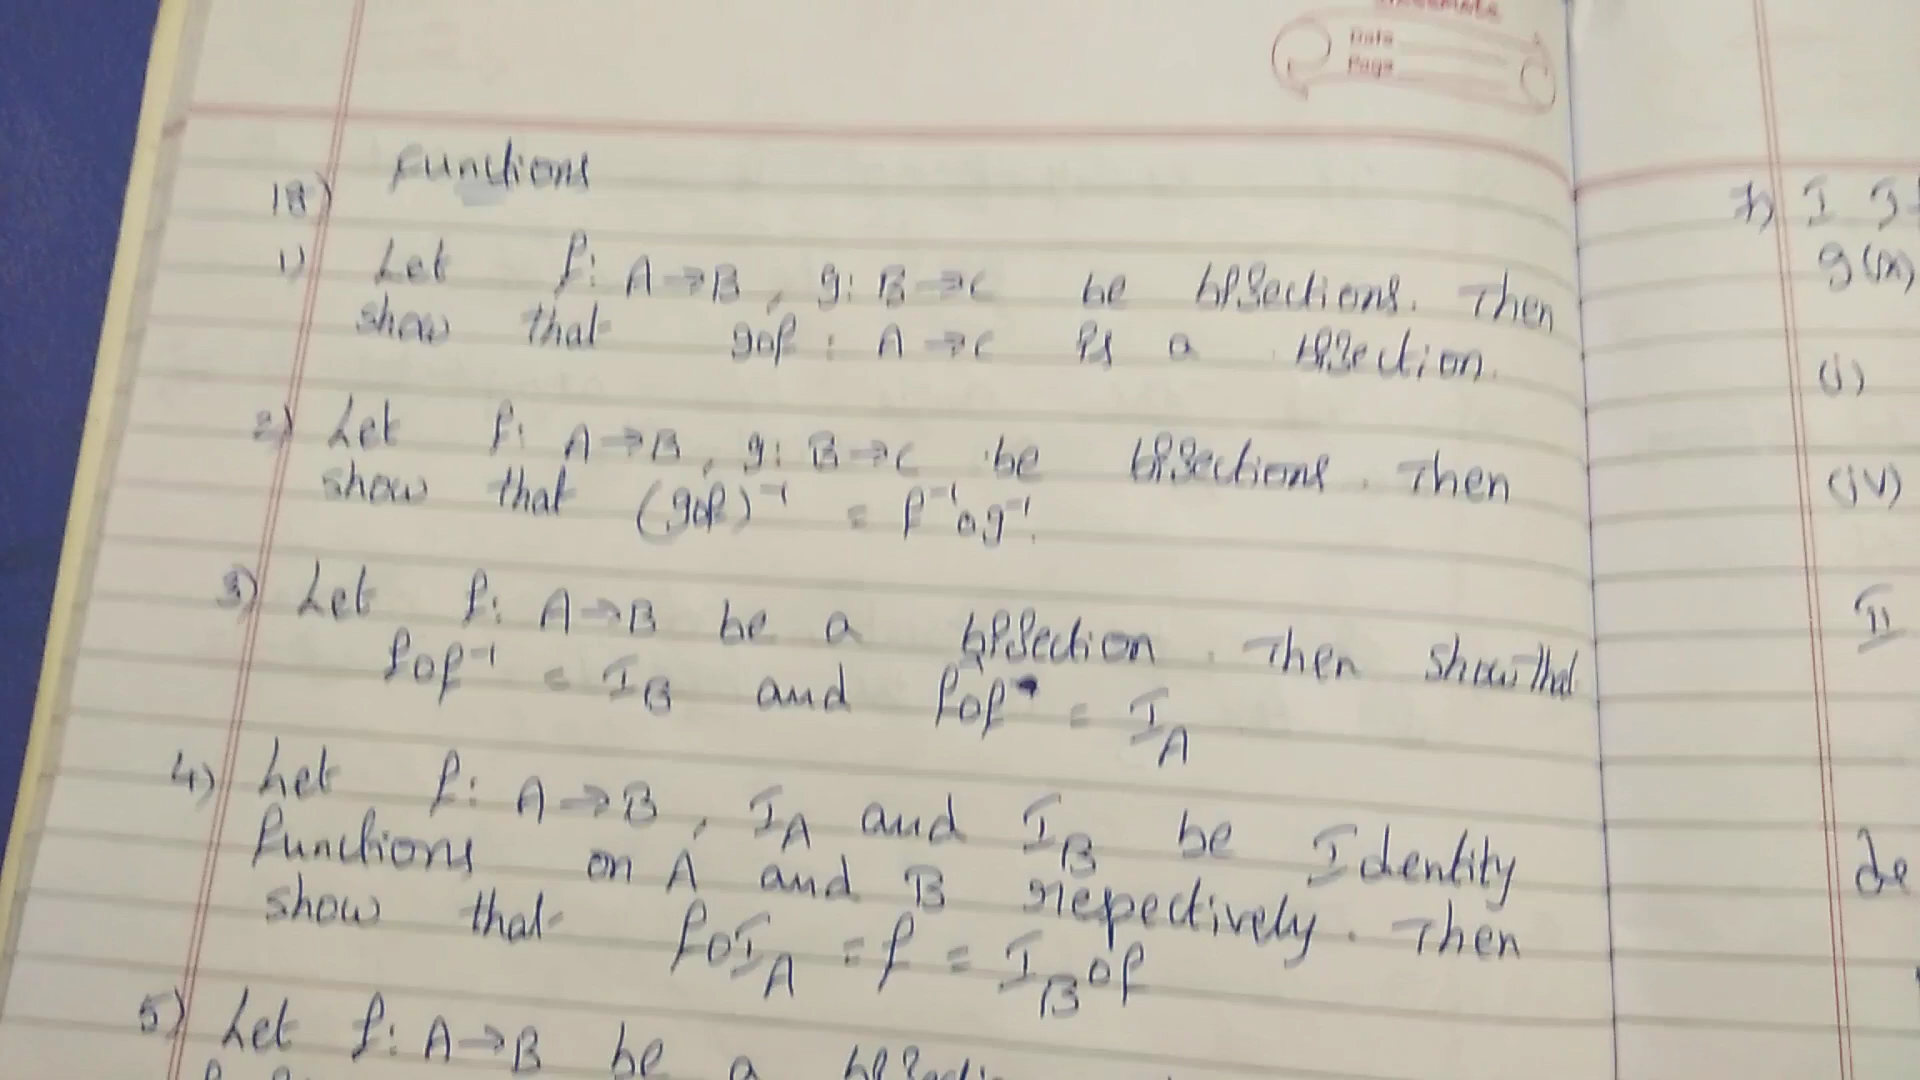 Date
Page
Functions
18)
1) Let f: A→B, g: B→C be bijections. Then
show that gof : A→C is a bijection.
2) Let f: A→B, g: B→C be bijections. Then
show that (gof)⁻¹ = f⁻¹og⁻¹.
3) Let f: A→B be a bijection. Then show that
fof⁻¹ = I_B and fof = I_A
4) Let f: A→B, I_A and I_B be Identity
functions on A and B respectively. Then
show that foI_A = f = I_Bof
5) Let f: A→B be a
7) I If
g(x)
(i)
(iv)
II
de